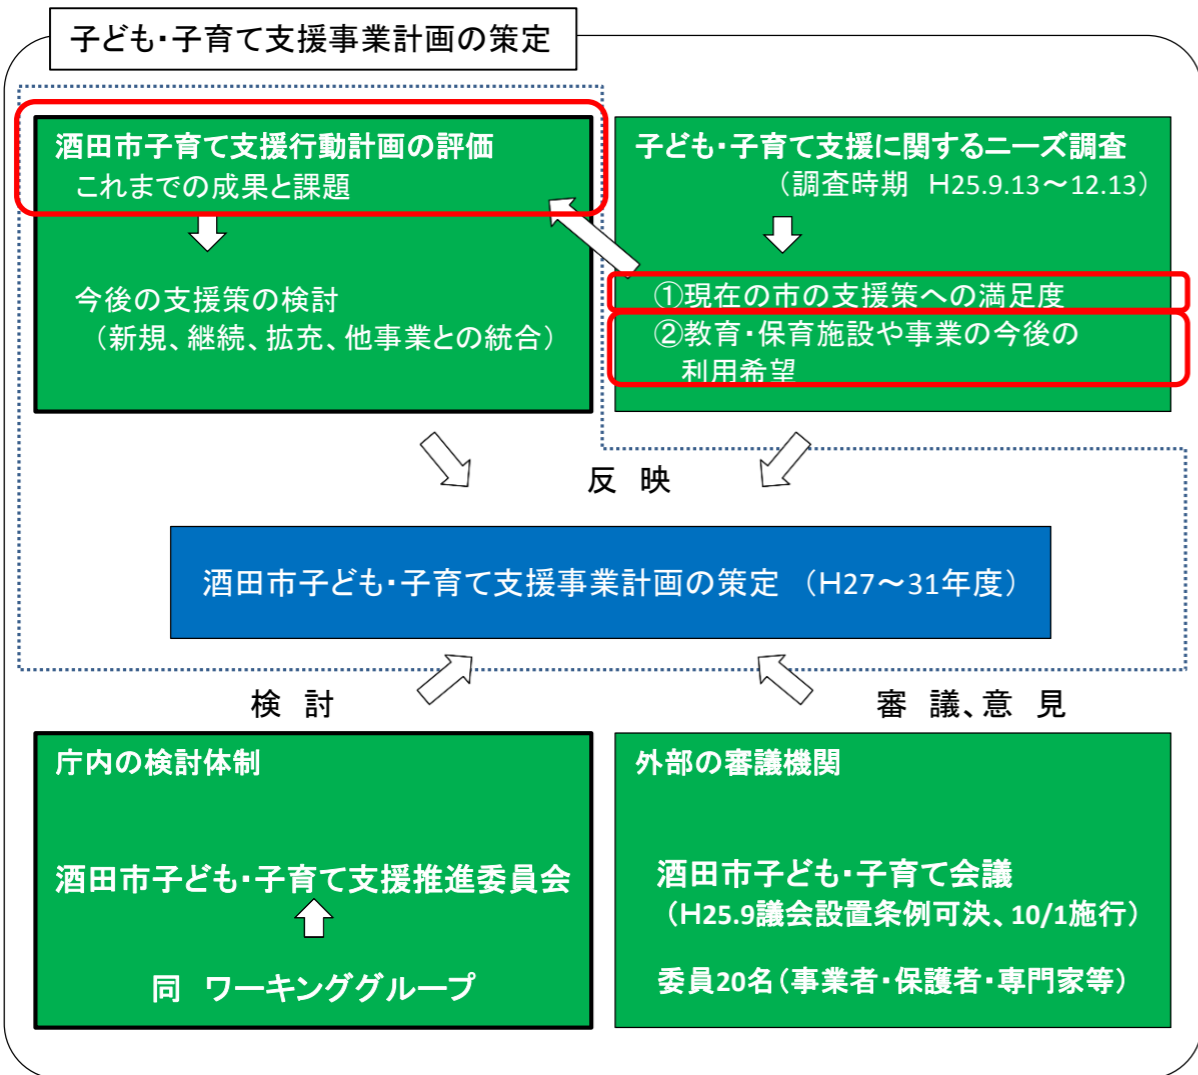 子ども・子育て支援事業計画の策定
酒田市子育て支援行動計画の評価
これまでの成果と課題
今後の支援策の検討
（新規、継続、拡充、他事業との統合）
子ども・子育て支援に関するニーズ調査
（調査時期　H25.9.13～12.13）
①現在の市の支援策への満足度
②教育・保育施設や事業の今後の
利用希望
反　映
酒田市子ども・子育て支援事業計画の策定　（H27～31年度）
検　討
審　議、意　見
庁内の検討体制
酒田市子ども・子育て支援推進委員会
同　ワーキンググループ
外部の審議機関
酒田市子ども・子育て会議
（H25.9議会設置条例可決、10/1施行）
委員20名（事業者・保護者・専門家等）